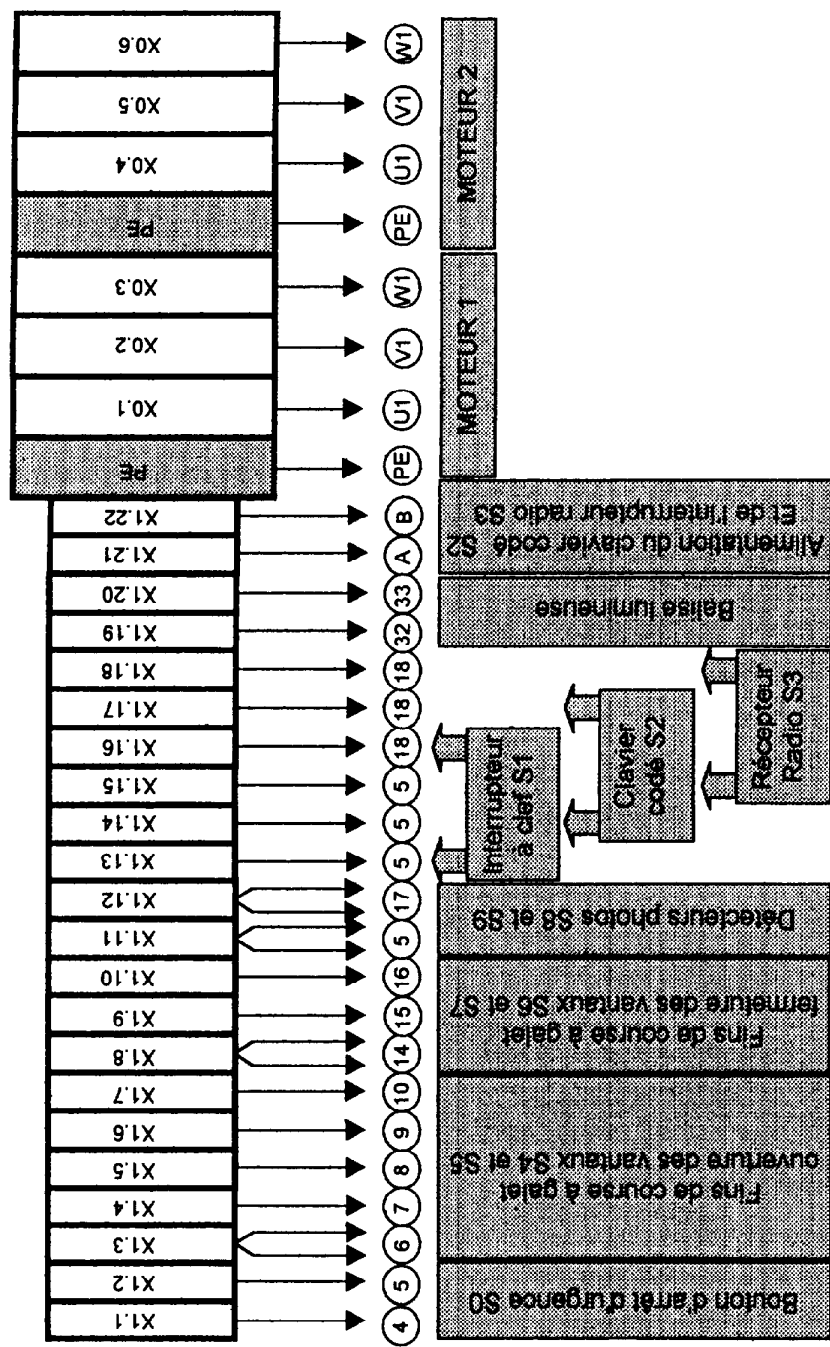 X0.6
X0.5
X0.4
PE
X0.3
X0.2
X0.1
PE
X1.22
X1.21
X1.20
X1.19
X1.18
X1.17
X1.16
X1.15
X1.14
X1.13
X1.12
X1.11
X1.10
X1.9
X1.8
X1.7
X1.6
X1.5
X1.4
X1.3
X1.2
X1.1
W1
V1
U1
PE
W1
V1
U1
PE
B
A
33
32
18
18
18
5
5
5
17
5
16
15
14
10
9
8
7
6
5
4
MOTEUR 2
MOTEUR 1
Alimentation du clavier codé S2
Et de l'interrupteur radio S3
Balise lumineuse
Récepteur
Radio S3
Clavier
codé S2
Interrupteur
à clef S1
Détecteurs photos S8 et S9
Fins de course à galet
fermeture des vantaux S6 et S7
Fins de course à galet
ouverture des vantaux S4 et S5
Bouton d'arrêt d'urgence S0